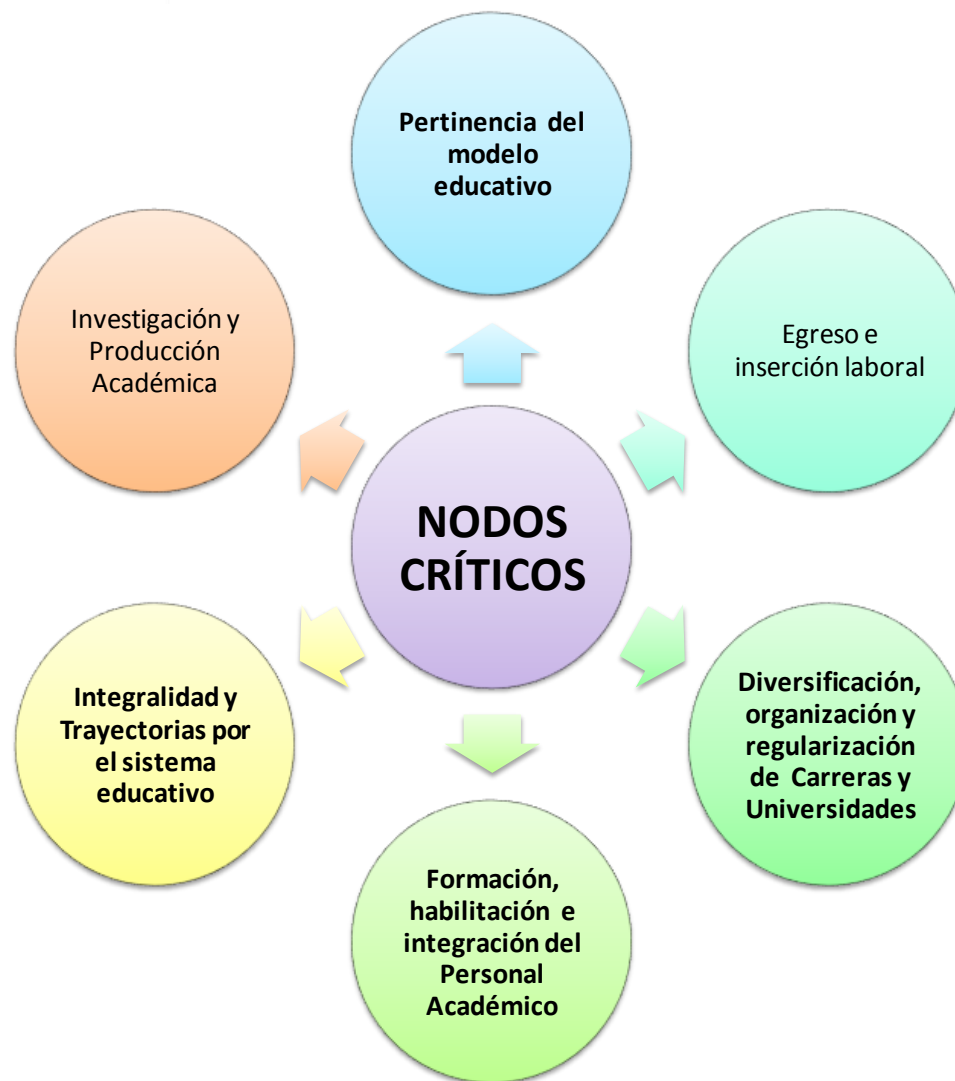 Pertinencia del
modelo
educativo
Investigación y
Producción
Académica
Egreso e
inserción laboral
NODOS
CRÍTICOS
Integralidad y
Trayectorias por
el sistema
educativo
Diversificación,
organización y
regularización
de Carreras y
Universidades
Formación,
habilitación e
integración del
Personal
Académico